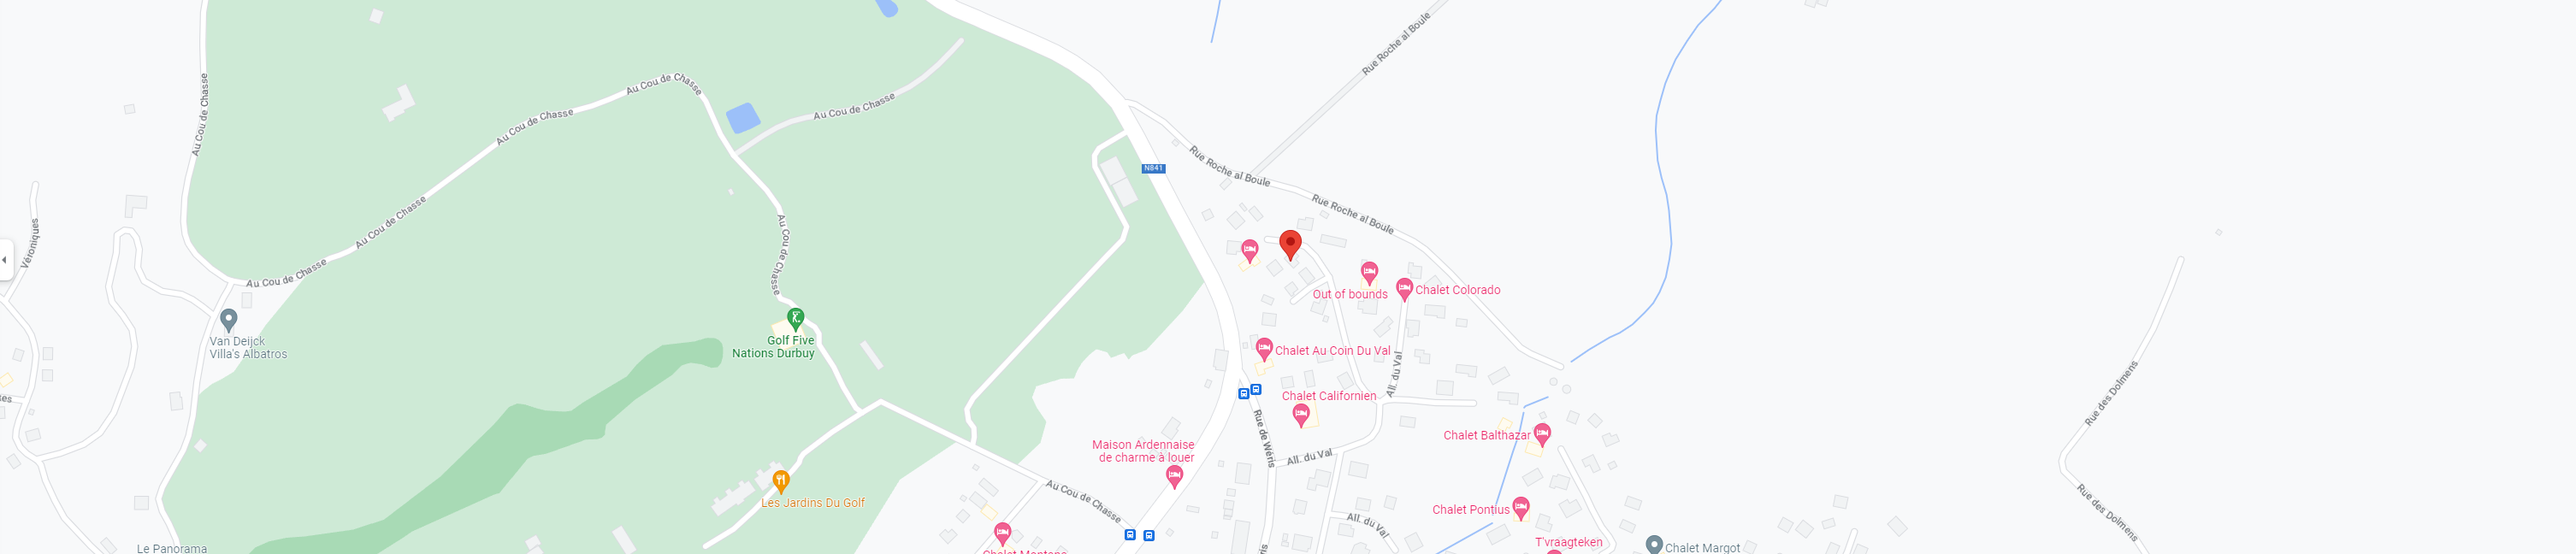 Au Cou de Chasse
Au Cou de Chasse
Au Cou de Chasse
Au Cou de Chasse
Au Cou de Chasse
Au Cou de Chasse
Au Cou de Chasse
Véroniques
Van Deijck
Villa's Albatros
Golf Five
Nations Durbuy
Les Jardins Du Golf
Le Panorama
Au Cou de Chasse
Chalet Montana
N841
Rue Roche al Boule
Rue Roche al Boule
Rue Roche al Boule
Out of bounds
Chalet Colorado
Chalet Au Coin Du Val
All. du Val
Chalet Californien
Rue de Wéris
Maison Ardennaise
de charme à louer
All. du Val
All. du Val
Chalet Balthazar
Chalet Pontius
T'vraagteken
Chalet Margot
Rue des Dolmens
Rue des Dolmens